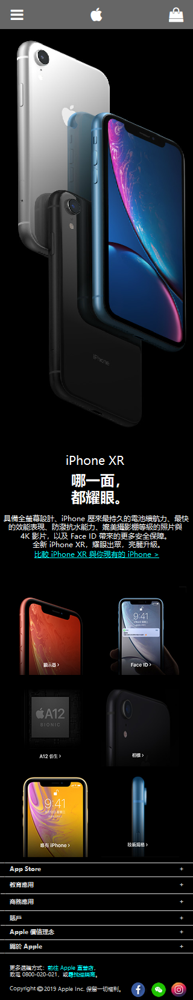 iPhone
iPhone XR
哪一面，
都耀眼。
具備全螢幕設計、iPhone 歷來最持久的電池續航力、最快
的效能表現、防潑抗水能力、媲美攝影棚等級的照片與
4K 影片，以及 Face ID 帶來的更多安全保障。
全新 iPhone XR，耀眼出眾，亮麗升級。
比較 iPhone XR 與你現有的 iPhone >
9:41
顯示器 ›
Face ID ›
A12
BIONIC
A12 仿生 ›
相機 ›
9:41
唯有 iPhone ›
技術規格 ›
App Store +
教育應用 +
商務應用 +
賬戶 +
Apple 價值理念 +
關於 Apple +
更多選購方式：前往 Apple 直營店，
致電 0800-020-021，或尋找經銷商。
Copyright © 2019 Apple Inc. 保留一切權利。